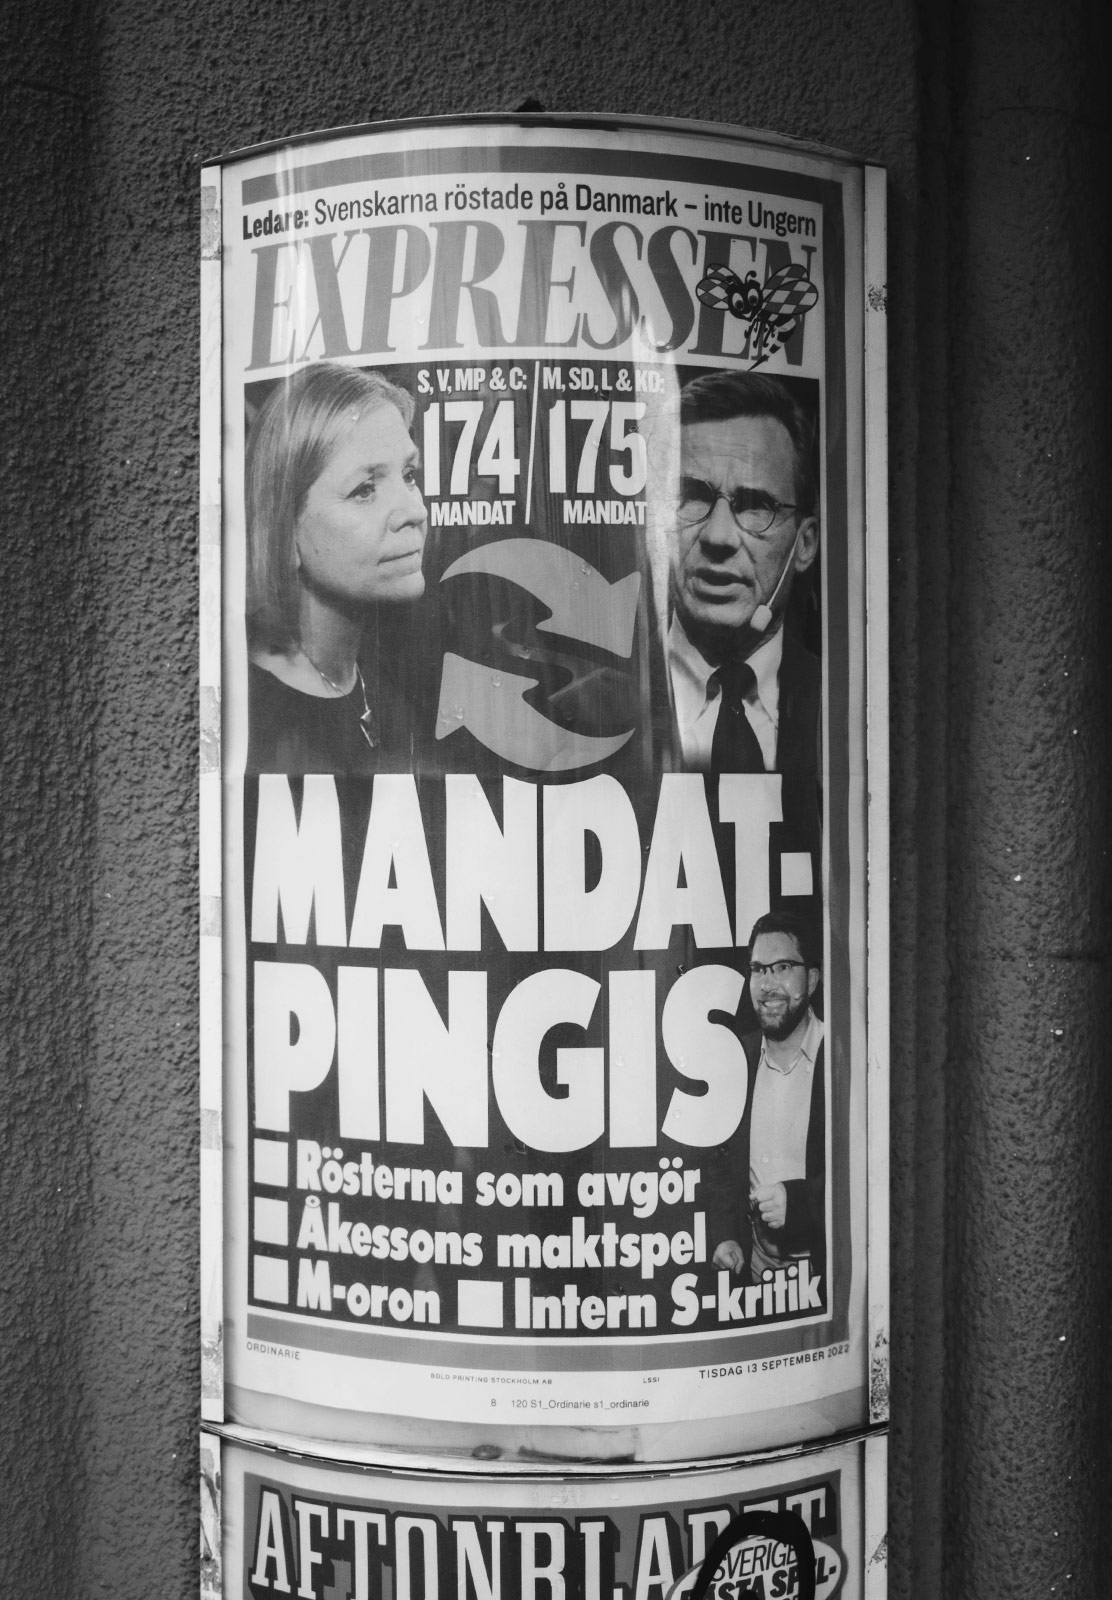 Ledare: Svenskarna röstade på Danmark – inte Ungern
EXPRESSEN
S, V, MP & C: / M, SD, L & KD:
174 / 175
MANDAT MANDAT
MANDAT-
PINGIS
Rösterna som avgör
Åkessons maktspel
M-oron Intern S-kritik
ORDINARIE
BOLD PRINTING STOCKHOLM AB LSS1 TISDAG 13 SEPTEMBER 2022
8 120 S1_Ordinarie s1_ordinarie
AFTONBLADET
SVERIGE